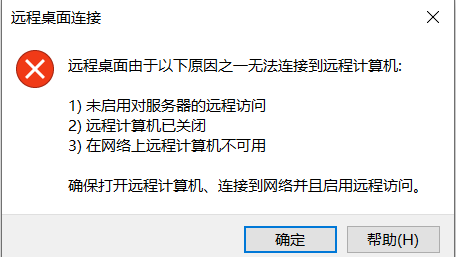 远程桌面连接
远程桌面由于以下原因之一无法连接到远程计算机:
1) 未启用对服务器的远程访问
2) 远程计算机已关闭
3) 在网络上远程计算机不可用
确保打开远程计算机、连接到网络并且启用远程访问。
确定
帮助(H)